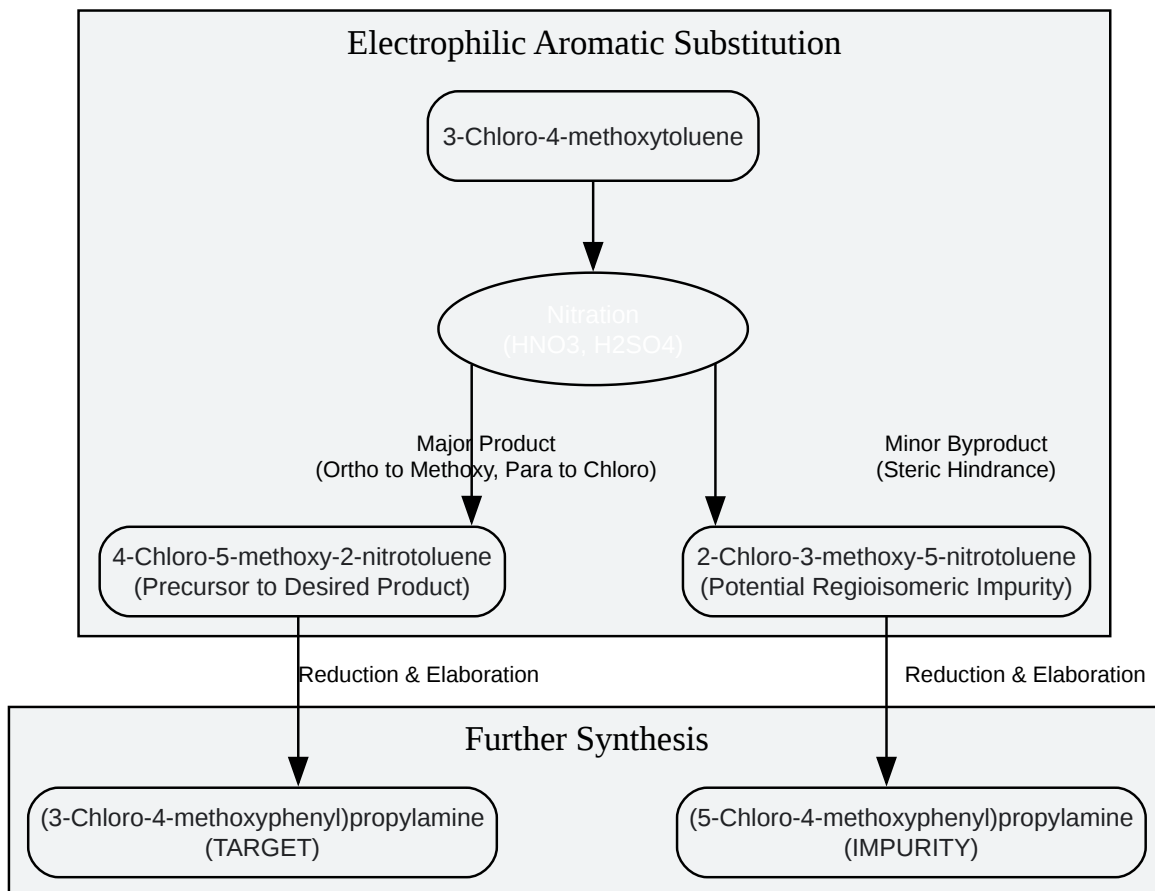 Electrophilic Aromatic Substitution
3-Chloro-4-methoxytoluene
Nitration
(HNO3, H2SO4)
Major Product
(Ortho to Methoxy, Para to Chloro)
Minor Byproduct
(Steric Hindrance)
4-Chloro-5-methoxy-2-nitrotoluene
(Precursor to Desired Product)
2-Chloro-3-methoxy-5-nitrotoluene
(Potential Regioisomeric Impurity)
Reduction & Elaboration
Reduction & Elaboration
Further Synthesis
(3-Chloro-4-methoxyphenyl)propylamine
(TARGET)
(5-Chloro-4-methoxyphenyl)propylamine
(IMPURITY)